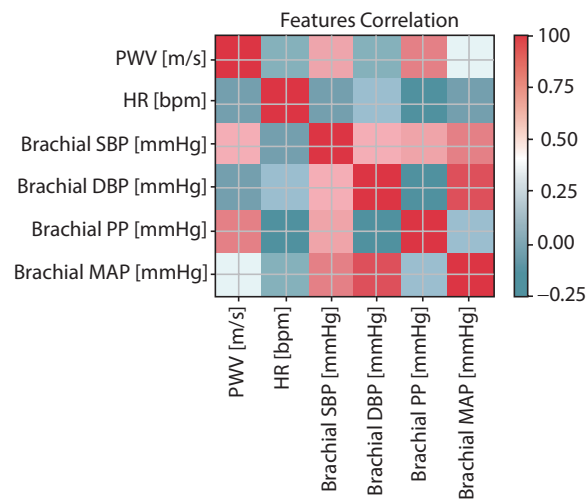 Features Correlation
PWV [m/s]
HR [bpm]
Brachial SBP [mmHg]
Brachial DBP [mmHg]
Brachial PP [mmHg]
Brachial MAP [mmHg]
100
0.75
0.50
0.25
0.00
−0.25
PWV [m/s]
HR [bpm]
Brachial SBP [mmHg]
Brachial DBP [mmHg]
Brachial PP [mmHg]
Brachial MAP [mmHg]